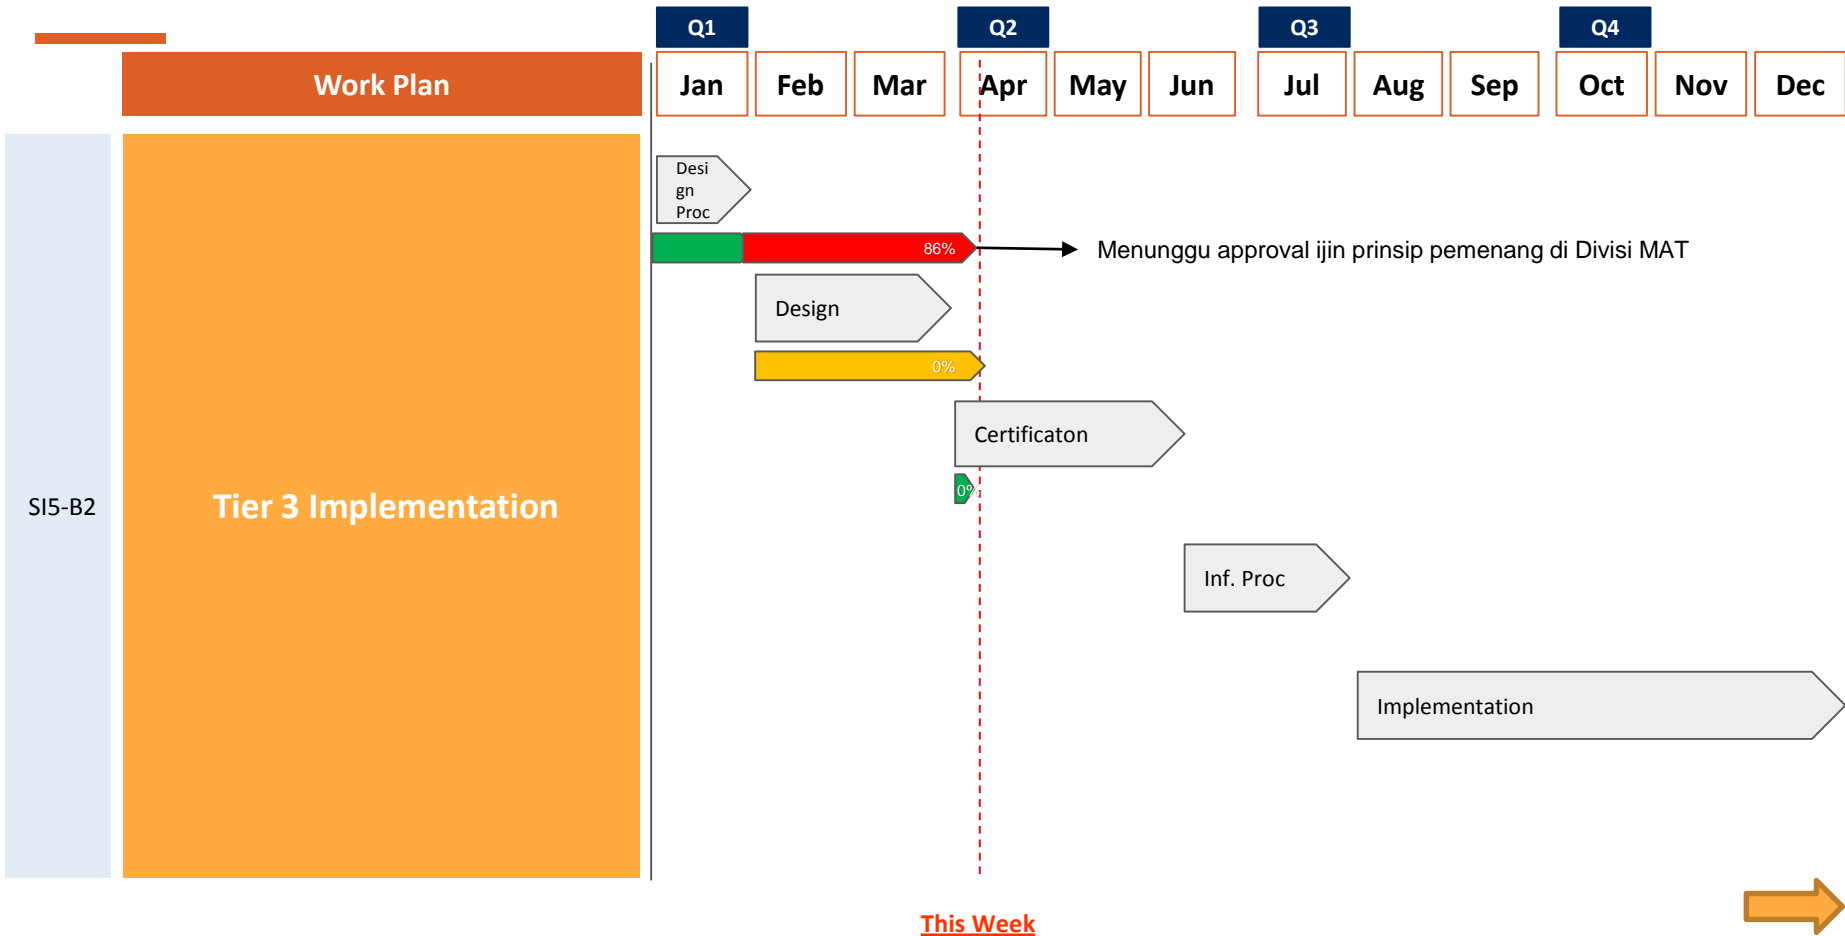 Q1 Q2 Q3 Q4
Work Plan Jan Feb Mar Apr May Jun Jul Aug Sep Oct Nov Dec
Desi
gn
Proc
86% Menunggu approval ijin prinsip pemenang di Divisi MAT
Design
0%
Certificaton
0%
SI5-B2 Tier 3 Implementation
Inf. Proc
Implementation
This Week